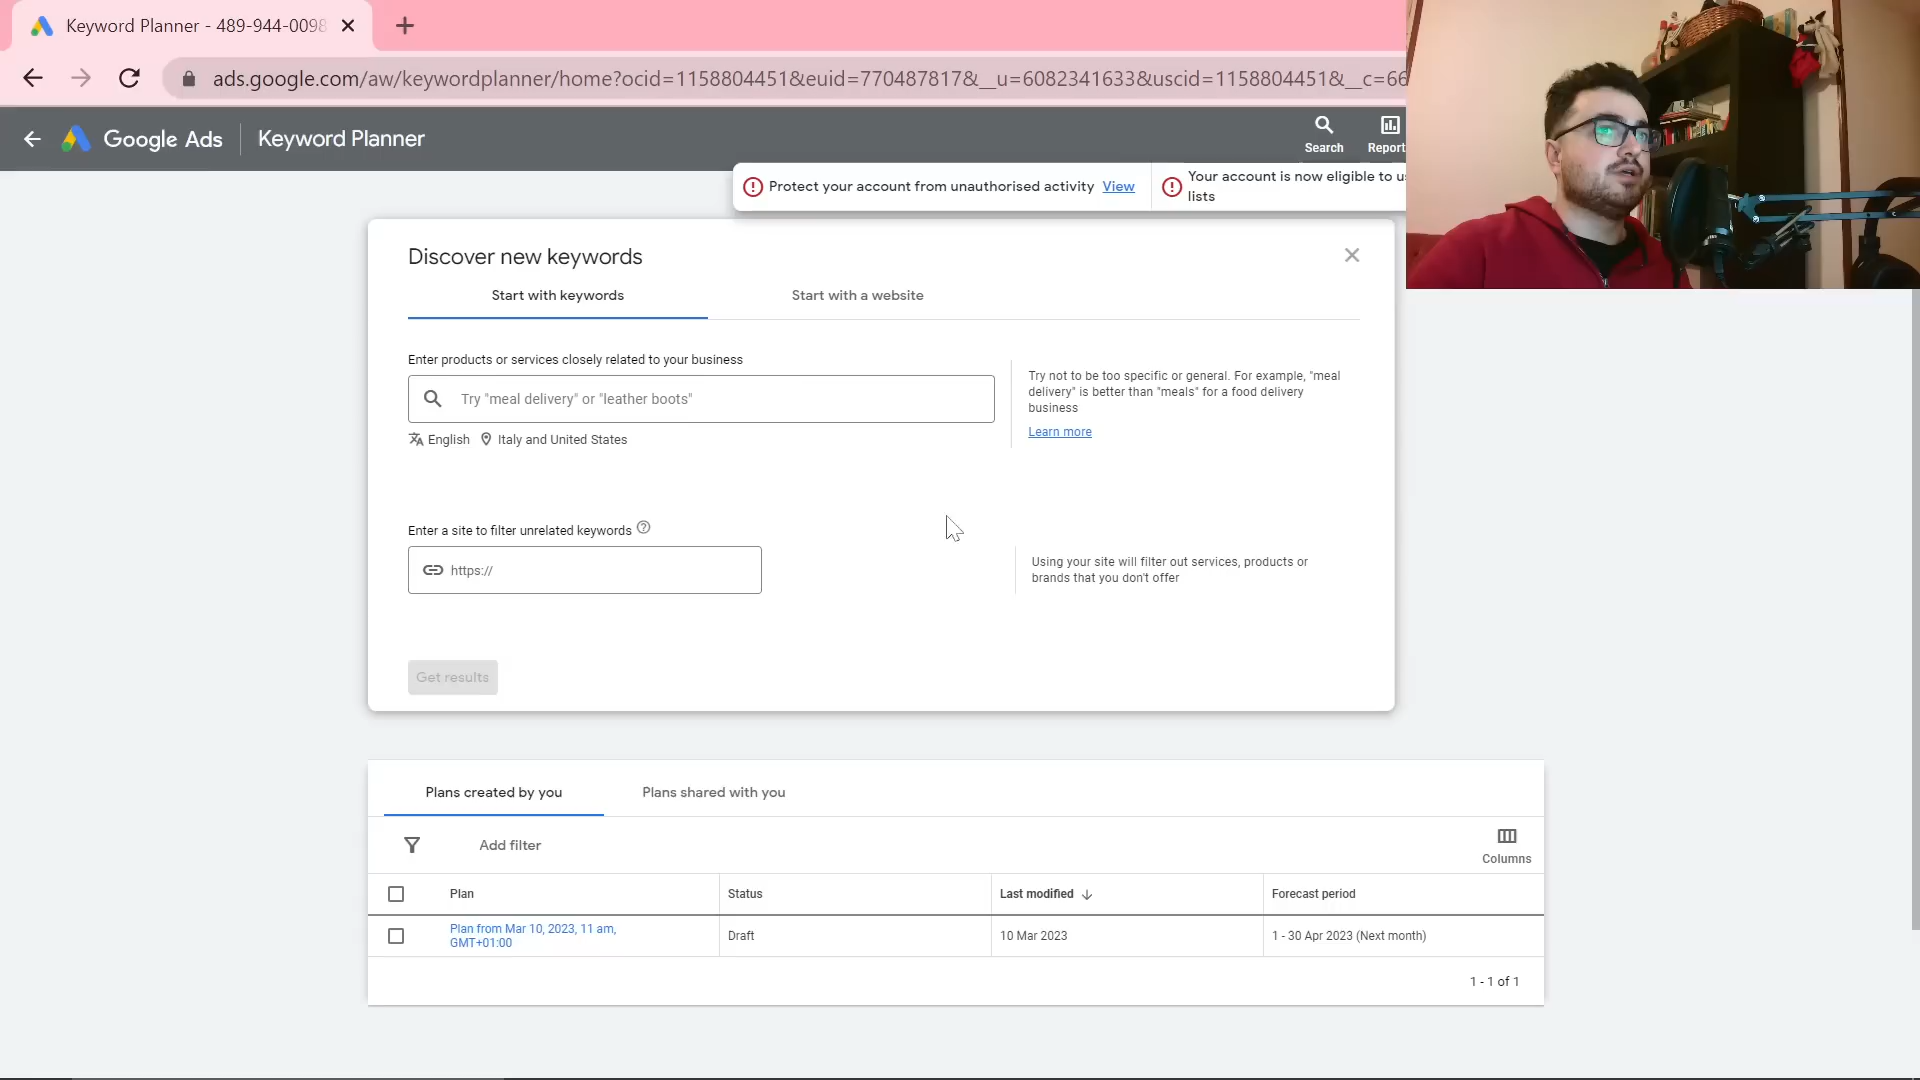 Keyword Planner - 489-944-0098
ads.google.com/aw/keywordplanner/home?ocid=1158804451&euid=770487817&__u=6082341633&uscid=1158804451&__c=66
Google Ads
Keyword Planner
Search
Report
Protect your account from unauthorised activity View
Your account is now eligible to u
lists
Discover new keywords
Start with keywords
Start with a website
Enter products or services closely related to your business
Try "meal delivery" or "leather boots"
English
Italy and United States
Try not to be too specific or general. For example, "meal
delivery" is better than "meals" for a food delivery
business
Learn more
Enter a site to filter unrelated keywords
https://
Using your site will filter out services, products or
brands that you don't offer
Get results
Plans created by you
Plans shared with you
Add filter
Columns
Plan
Status
Last modified
Forecast period
Plan from Mar 10, 2023, 11 am,
GMT+01:00
Draft
10 Mar 2023
1 - 30 Apr 2023 (Next month)
1 - 1 of 1